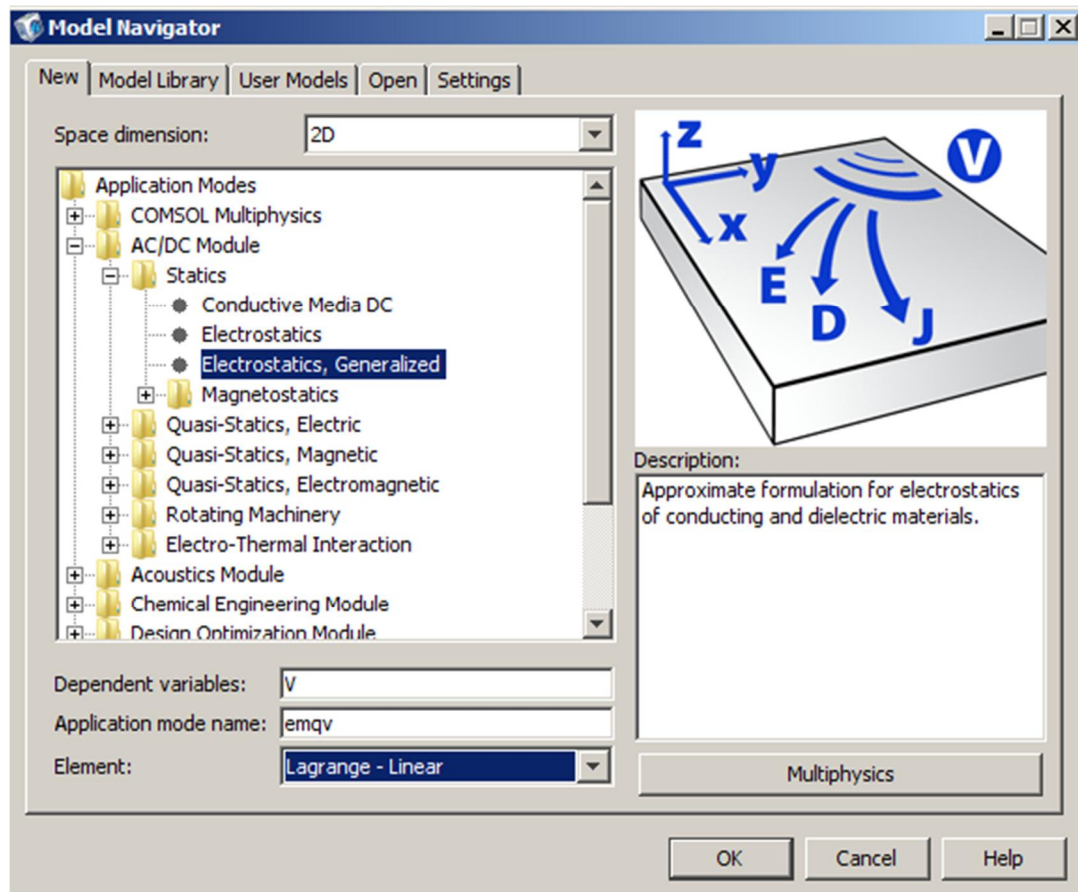 Model Navigator
New Model Library User Models Open Settings
Space dimension: 2D
Application Modes
COMSOL Multiphysics
AC/DC Module
Statics
Conductive Media DC
Electrostatics
Electrostatics, Generalized
Magnetostatics
Quasi-Statics, Electric
Quasi-Statics, Magnetic
Quasi-Statics, Electromagnetic
Rotating Machinery
Electro-Thermal Interaction
Acoustics Module
Chemical Engineering Module
Design Optimization Module
Dependent variables: V
Application mode name: emqv
Element: Lagrange - Linear
z
y
x
V
E
D
J
Description:
Approximate formulation for electrostatics
of conducting and dielectric materials.
Multiphysics
OK Cancel Help